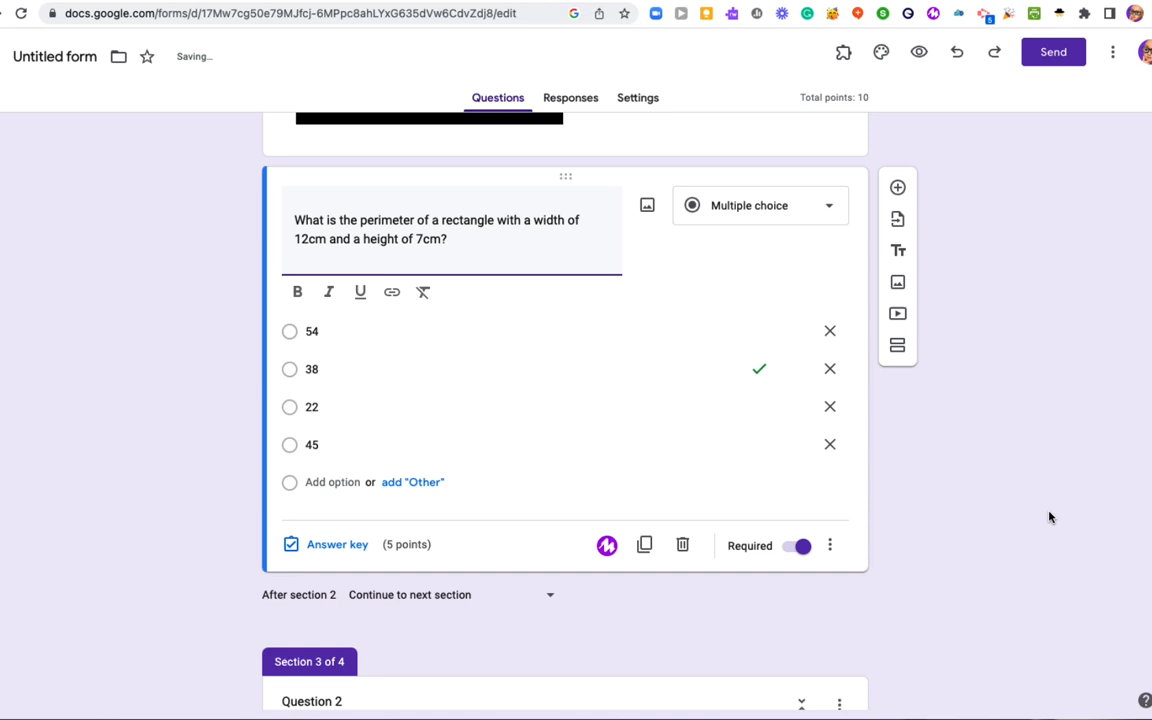 docs.google.com/forms/d/17Mw7cg50e79MJfcj-6MPpc8ahLYxG635dVw6CdvZdj8/edit
5
Untitled form
Saving...
Send
Questions
Responses
Settings
Total points: 10
What is the perimeter of a rectangle with a width of
12cm and a height of 7cm?
Multiple choice
B I U
54
38
22
45
Add option or add "Other"
Answer key (5 points)
Required
After section 2 Continue to next section
Section 3 of 4
Question 2